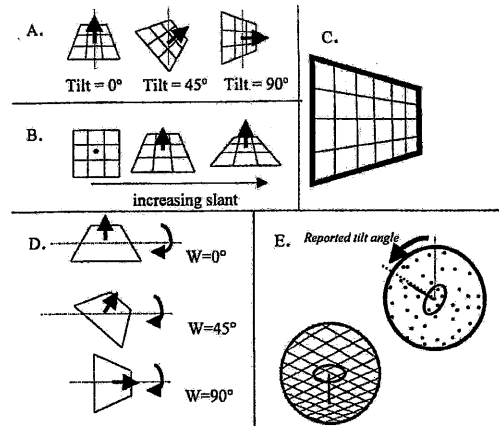 A.
Tilt = 0° Tilt = 45° Tilt = 90°
B.
increasing slant
C.
D.
W=0°
W=45°
W=90°
E.
Reported tilt angle